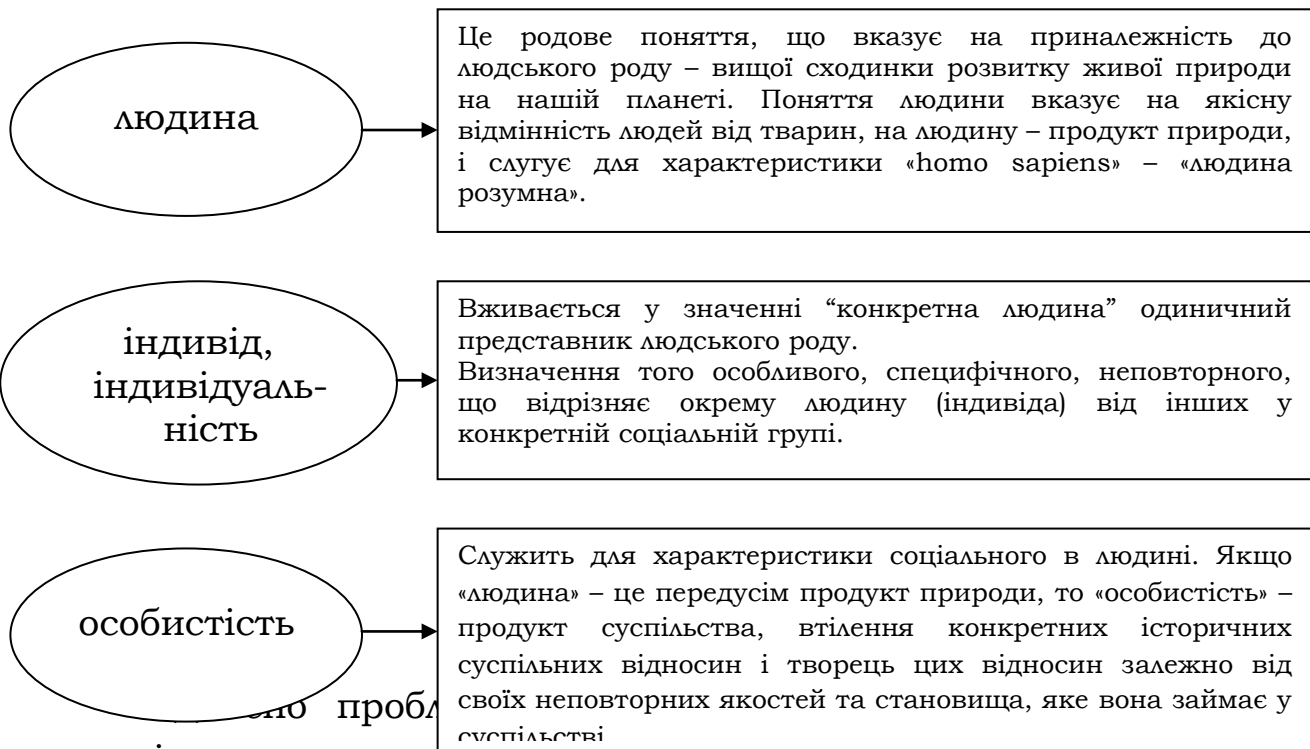 людина
Це родове поняття, що вказує на приналежність до
людського роду – вищої сходинки розвитку живої природи
на нашій планеті. Поняття людини вказує на якісну
відмінність людей від тварин, на людину – продукт природи,
і слугує для характеристики «homo sapiens» – «людина
розумна».
індивід,
індивідуаль-
ність
Вживається у значенні “конкретна людина” одиничний
представник людського роду.
Визначення того особливого, специфічного, неповторного,
що відрізняє окрему людину (індивіда) від інших у
конкретній соціальній групі.
особистість
Служить для характеристики соціального в людині. Якщо
«людина» – це передусім продукт природи, то «особистість» –
продукт суспільства, втілення конкретних історичних
суспільних відносин і творець цих відносин залежно від
своїх неповторних якостей та становища, яке вона займає у
суспільстві